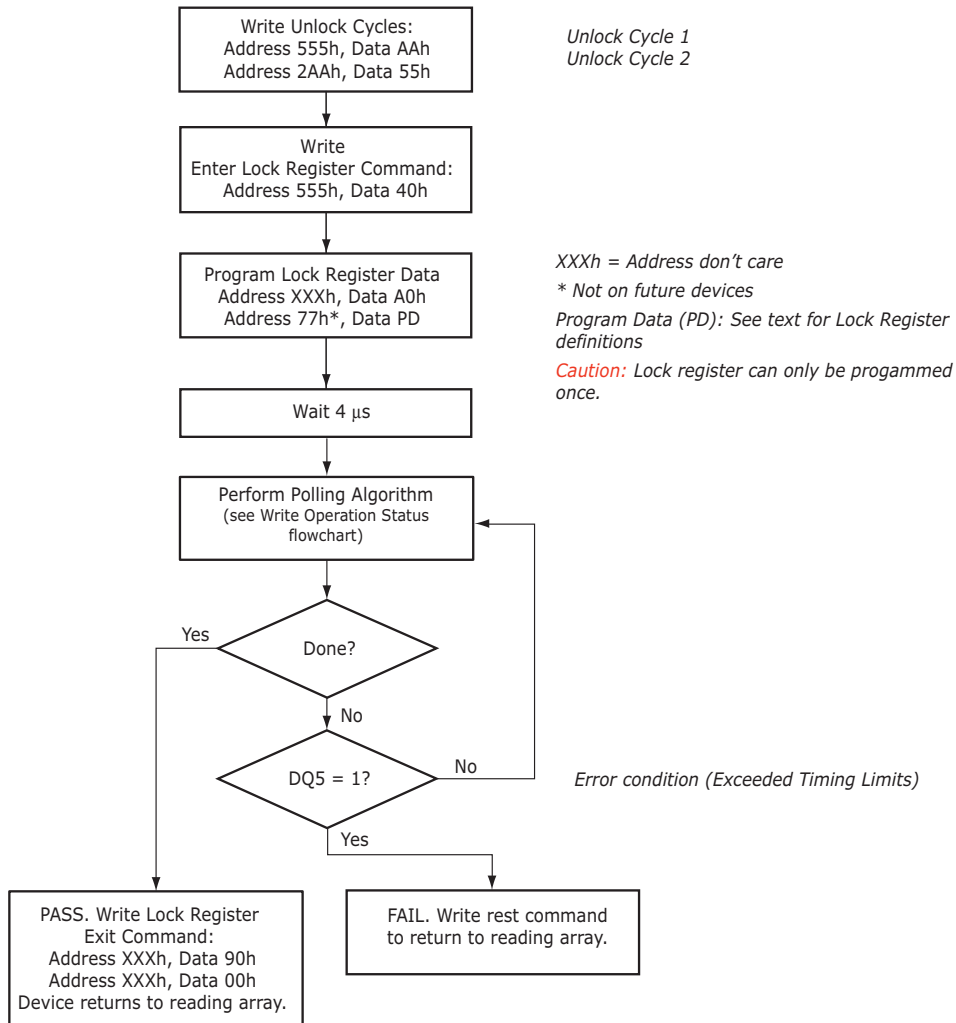 Write Unlock Cycles:
Address 555h, Data AAh
Address 2AAh, Data 55h
Unlock Cycle 1
Unlock Cycle 2
Write
Enter Lock Register Command:
Address 555h, Data 40h
Program Lock Register Data
Address XXXh, Data A0h
Address 77h*, Data PD
XXXh = Address don't care
* Not on future devices
Program Data (PD): See text for Lock Register
definitions
Caution: Lock register can only be progammed
once.
Wait 4 μs
Perform Polling Algorithm
(see Write Operation Status
flowchart)
Yes
Done?
No
DQ5 = 1?
No
Error condition (Exceeded Timing Limits)
Yes
PASS. Write Lock Register
Exit Command:
Address XXXh, Data 90h
Address XXXh, Data 00h
Device returns to reading array.
FAIL. Write rest command
to return to reading array.